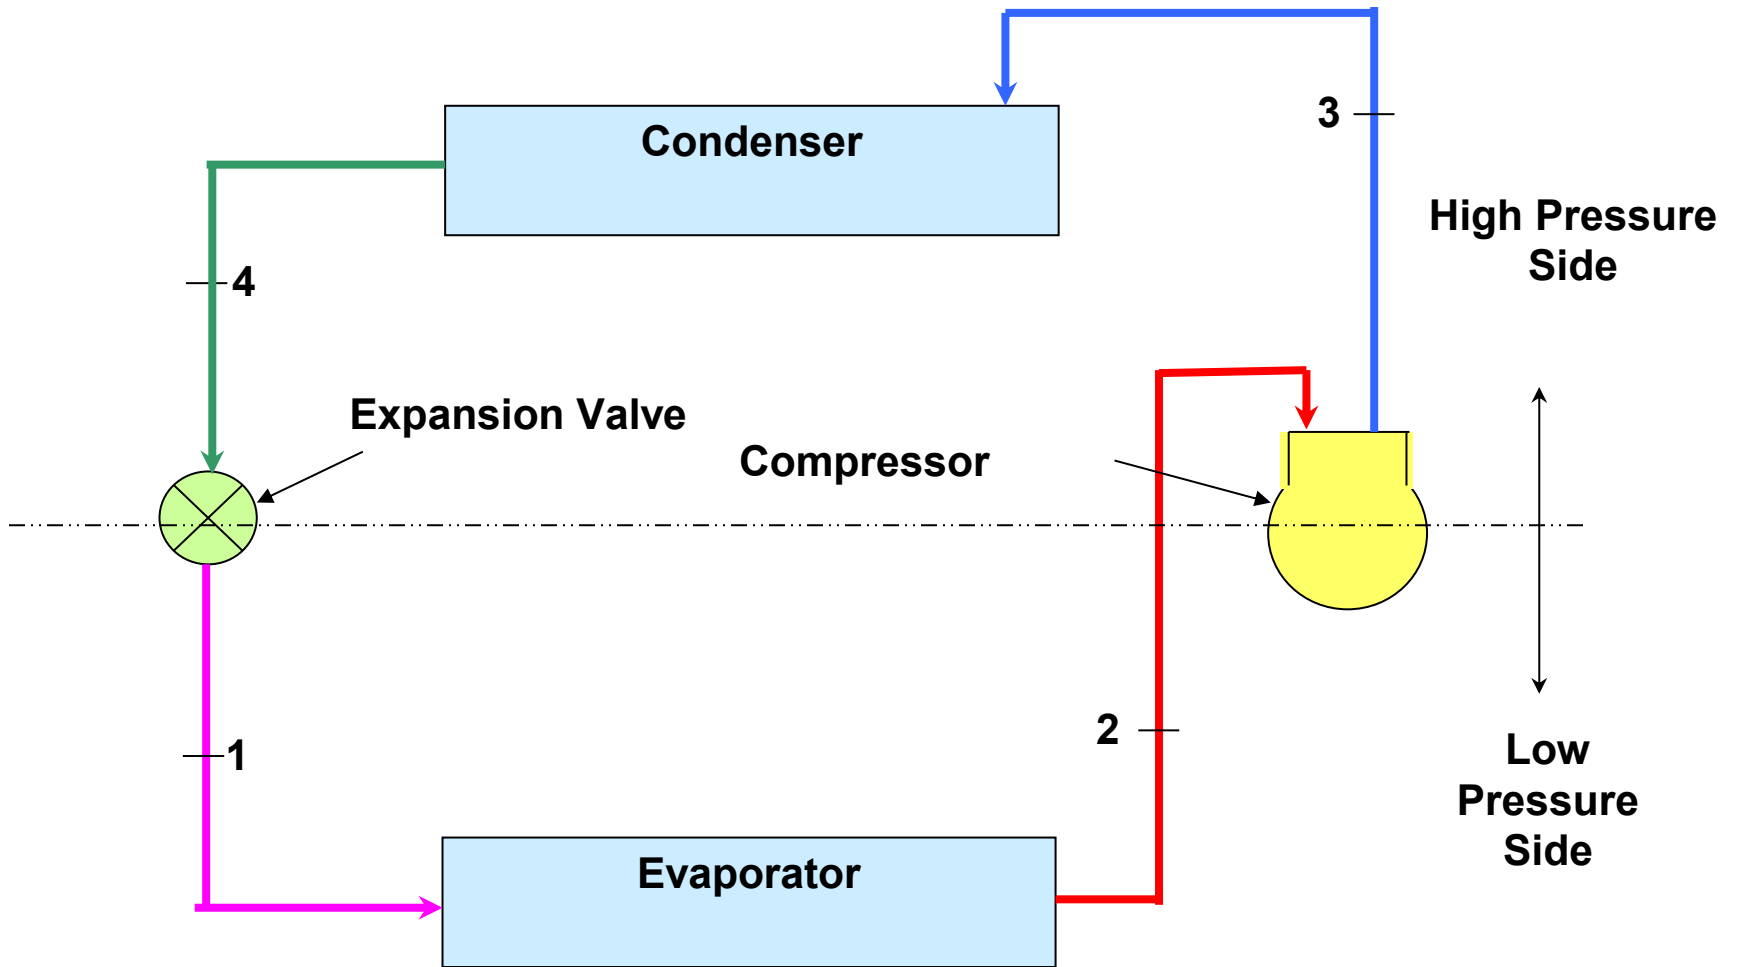 Condenser
3
High Pressure
Side
4
Expansion Valve
Compressor
2
1
Low
Pressure
Side
Evaporator